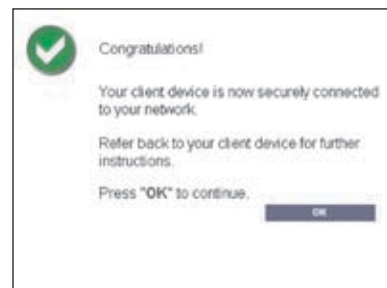 Congratulations!
Your client device is now securely connected
to your network.
Refer back to your client device for further
instructions.
Press "OK" to continue.
OK